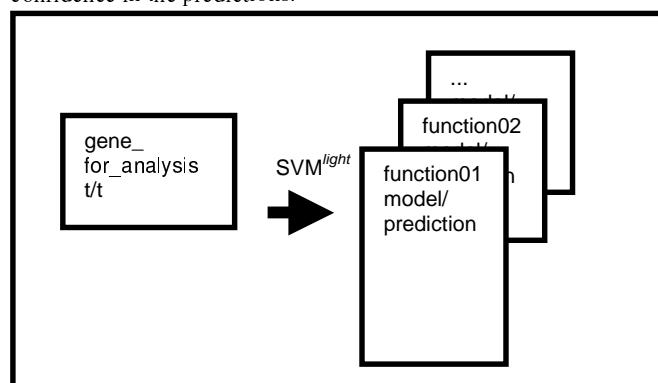 confidence in the predictions.
gene_
for_analysis
t/t
SVMlight
...
function02
function01
model/
prediction